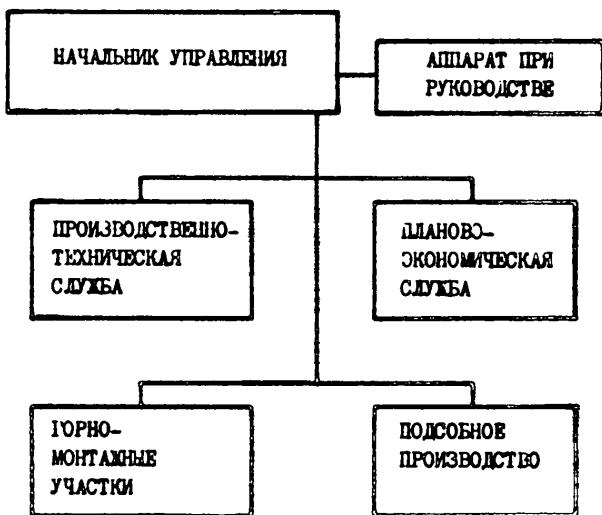 НАЧАЛЬНИК УПРАВЛЕНИЯ
АППАРАТ ПРИ
РУКОВОДСТВЕ
ПРОИЗВОДСТВЕННО-
ТЕХНИЧЕСКАЯ
СЛУЖБА
ПЛАНОВО-
ЭКОНОМИЧЕСКАЯ
СЛУЖБА
ГОРНО-
МОНТАЖНЫЕ
УЧАСТКИ
ПОДСОБНОЕ
ПРОИЗВОДСТВО